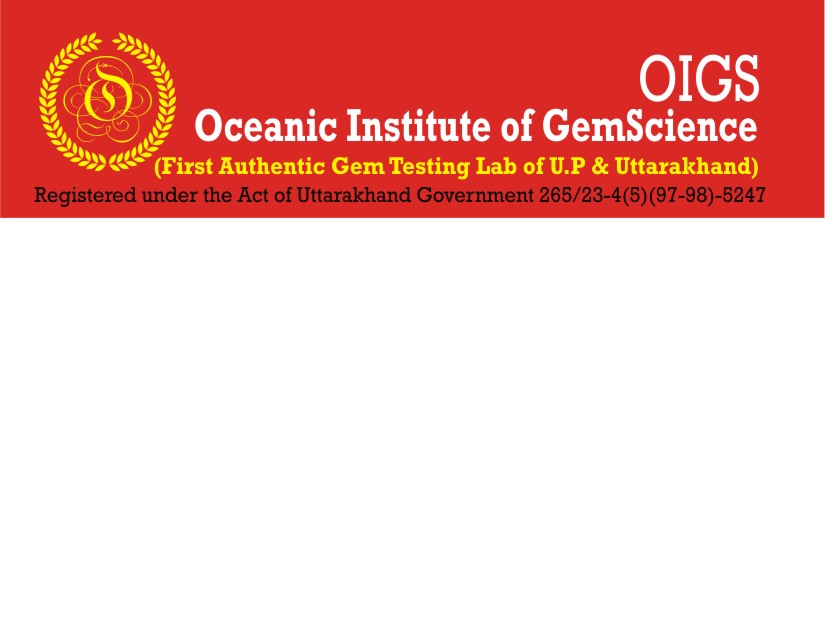 OIGS
Oceanic Institute of GemScience
(First Authentic Gem Testing Lab of U.P & Uttarakhand)
Registered under the Act of Uttarakhand Government 265/23-4(5)(97-98)-5247